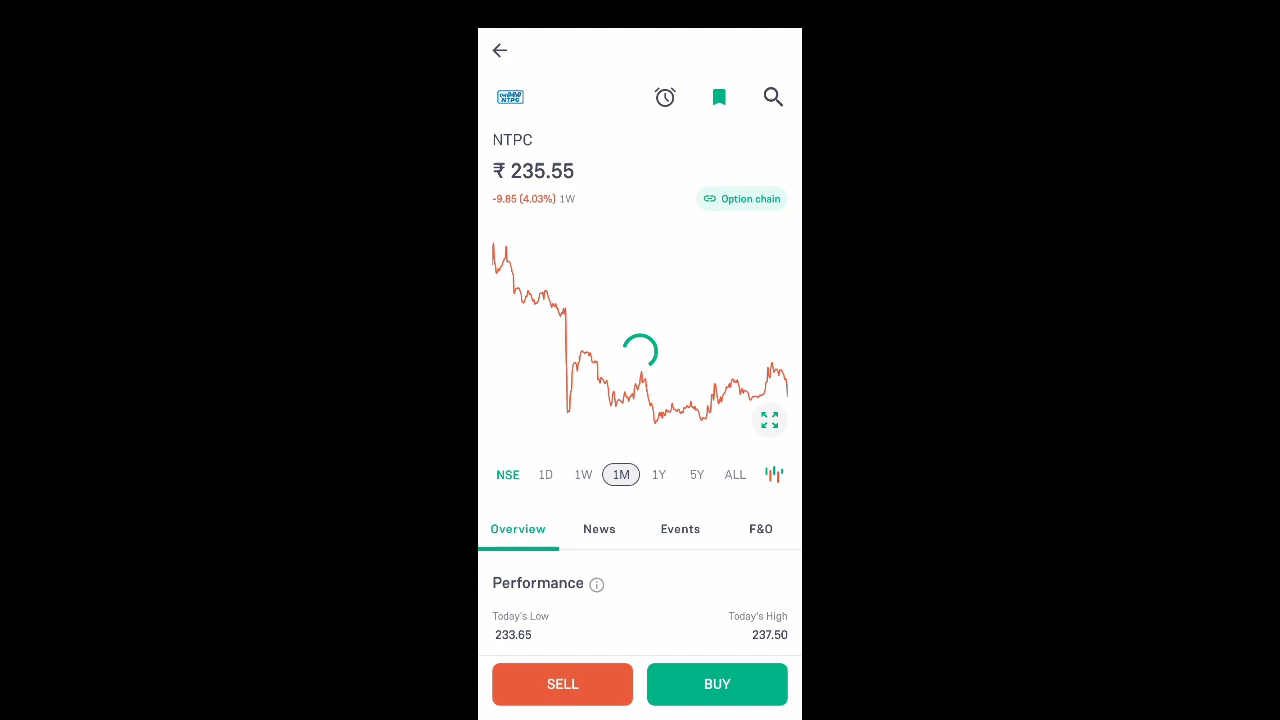 NTPC
NTPC
₹ 235.55
-9.85 (4.03%) 1W
Option chain
NSE 1D 1W 1M 1Y 5Y ALL
Overview News Events F&O
Performance
Today's Low Today's High
233.65 237.50
SELL BUY